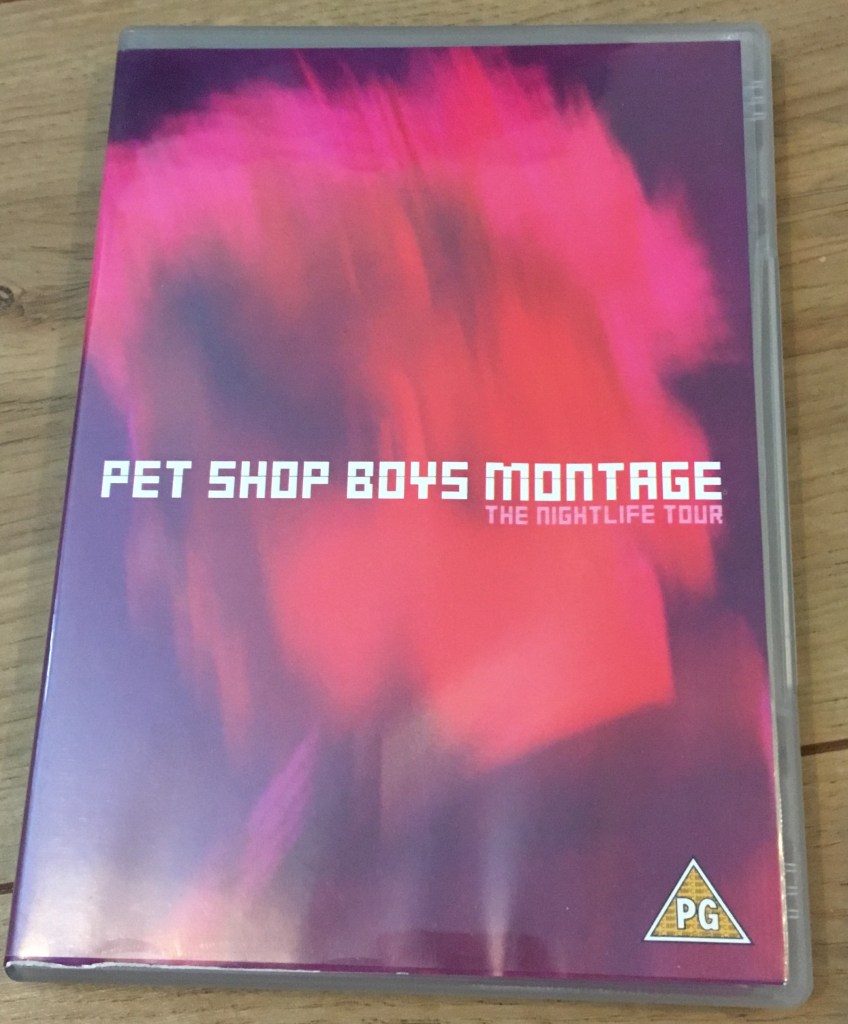 PET SHOP BOYS MONTAGE
THE NIGHTLIFE TOUR
PG